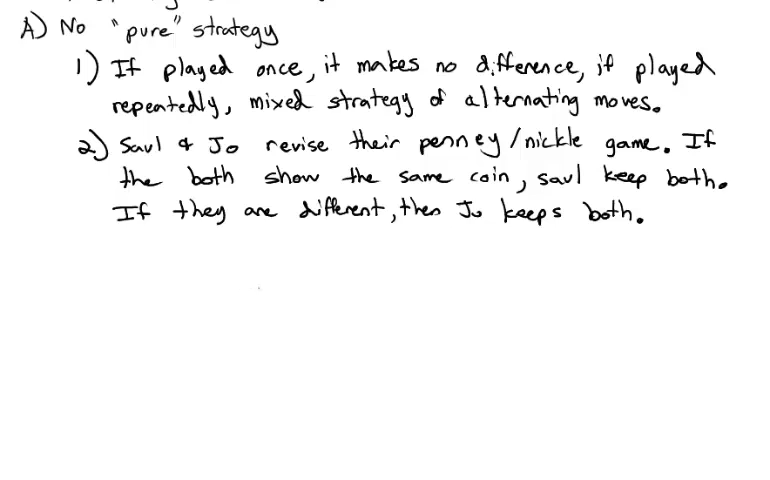 A) No "pure" strategy
1) If played once, it makes no difference, if played
repeatedly, mixed strategy of alternating moves.
2) Saul & Jo revise their penney/nickle game. If
the both show the same coin, saul keep both.
If they are different, then Jo keeps both.